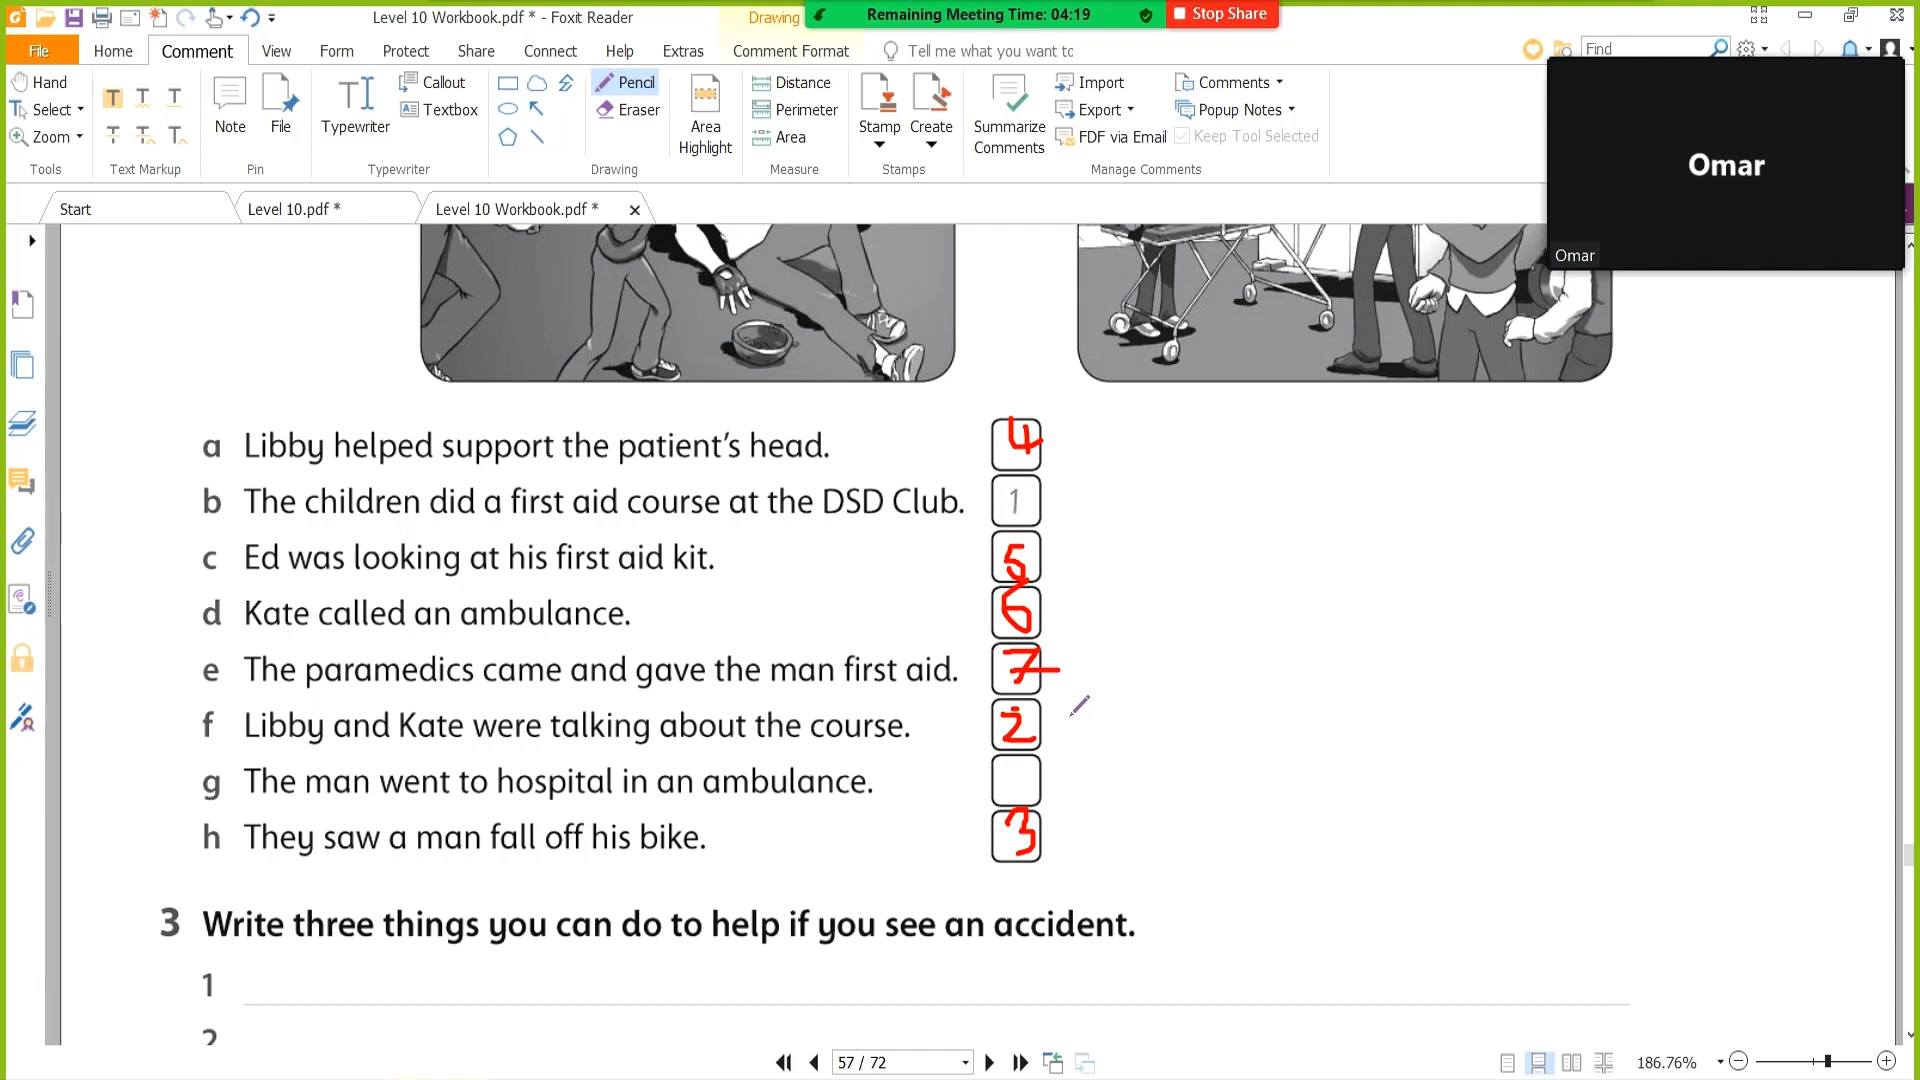 Level 10 Workbook.pdf * - Foxit Reader
Drawing
Remaining Meeting Time: 04:19
Stop Share
File
Home
Comment
View
Form
Protect
Share
Connect
Help
Extras
Comment Format
Tell me what you want to
Find
Hand
Select
Zoom
Tools
Text Markup
Note
File
Pin
Typewriter
Callout
Textbox
Typewriter
Pencil
Eraser
Area Highlight
Drawing
Distance
Perimeter
Area
Measure
Stamp
Create
Stamps
Summarize Comments
Import
Export
FDF via Email
Comments
Popup Notes
Keep Tool Selected
Manage Comments
Omar
Omar
Start
Level 10.pdf *
Level 10 Workbook.pdf *
a Libby helped support the patient's head. 4
b The children did a first aid course at the DSD Club. 1
c Ed was looking at his first aid kit. 5
d Kate called an ambulance. 6
e The paramedics came and gave the man first aid. 7
f Libby and Kate were talking about the course. 2
g The man went to hospital in an ambulance.
h They saw a man fall off his bike. 3
3 Write three things you can do to help if you see an accident.
1
2
57 / 72
186.76%